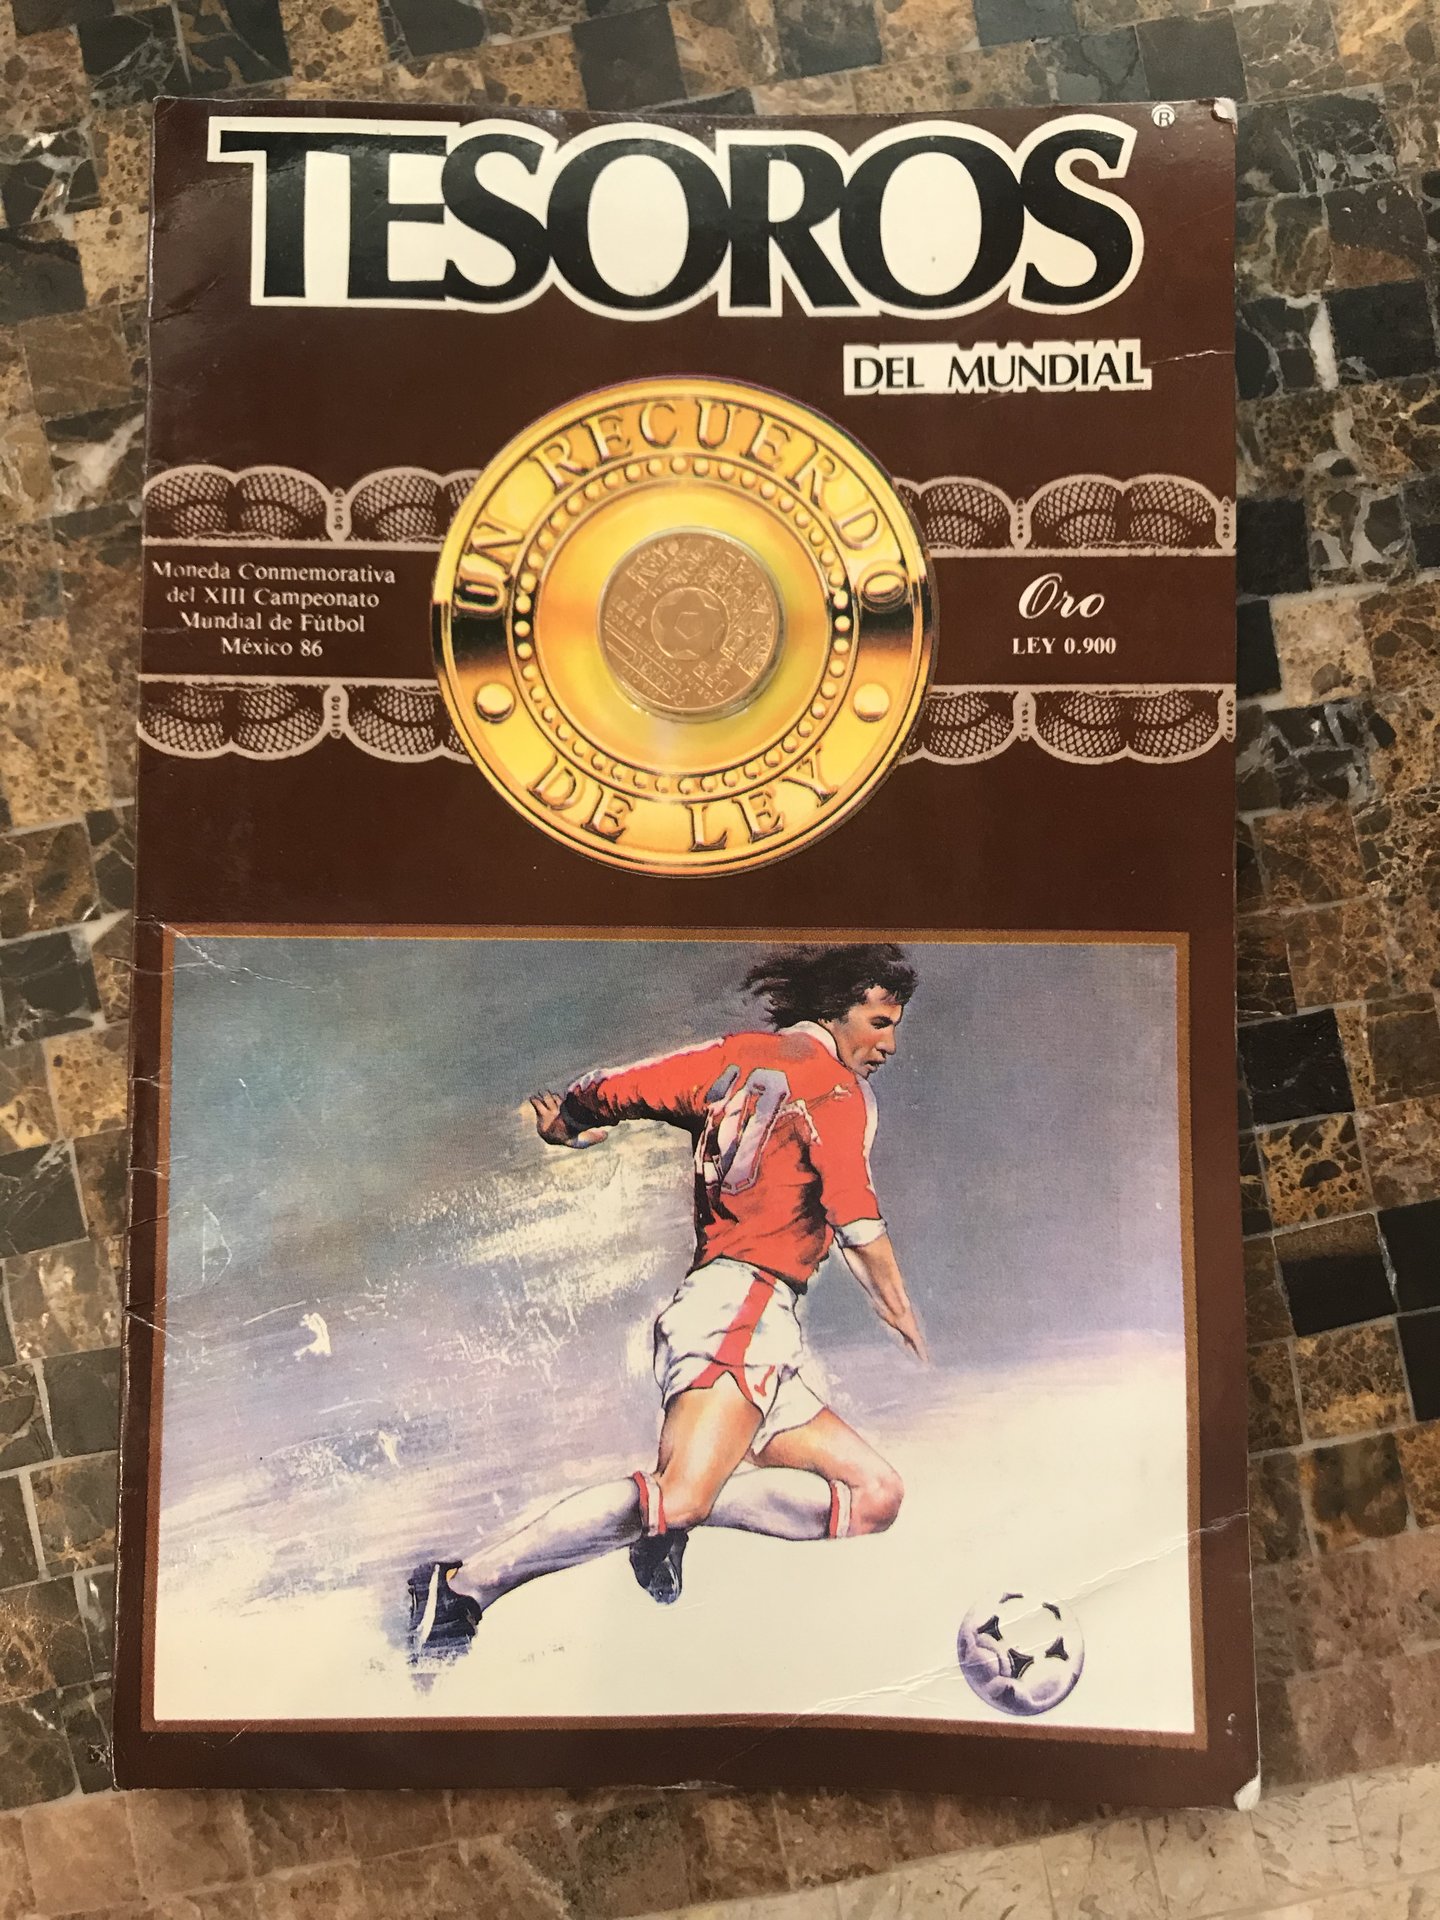 TESOROS®
DEL MUNDIAL
UN RECUERDO
DE LEY
Moneda Conmemorativa
del XIII Campeonato
Mundial de Fútbol
México 86
Oro
LEY 0.900
10